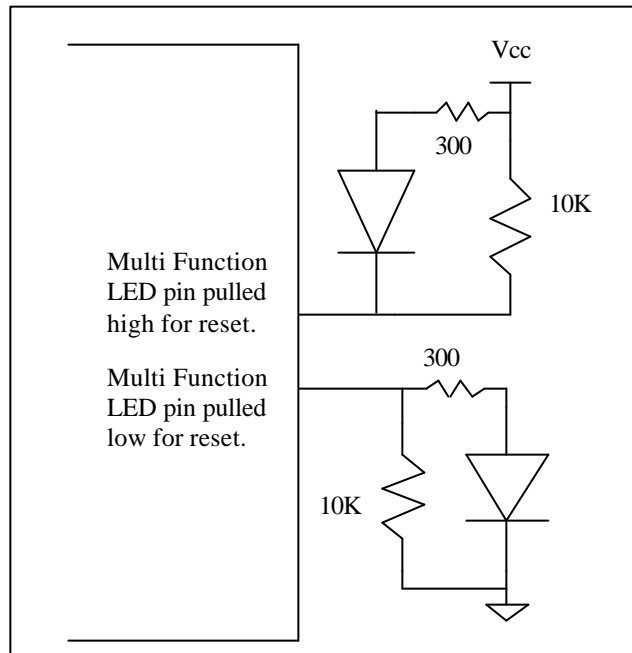 Vcc
300
10K
Multi Function
LED pin pulled
high for reset.
300
Multi Function
LED pin pulled
low for reset.
10K